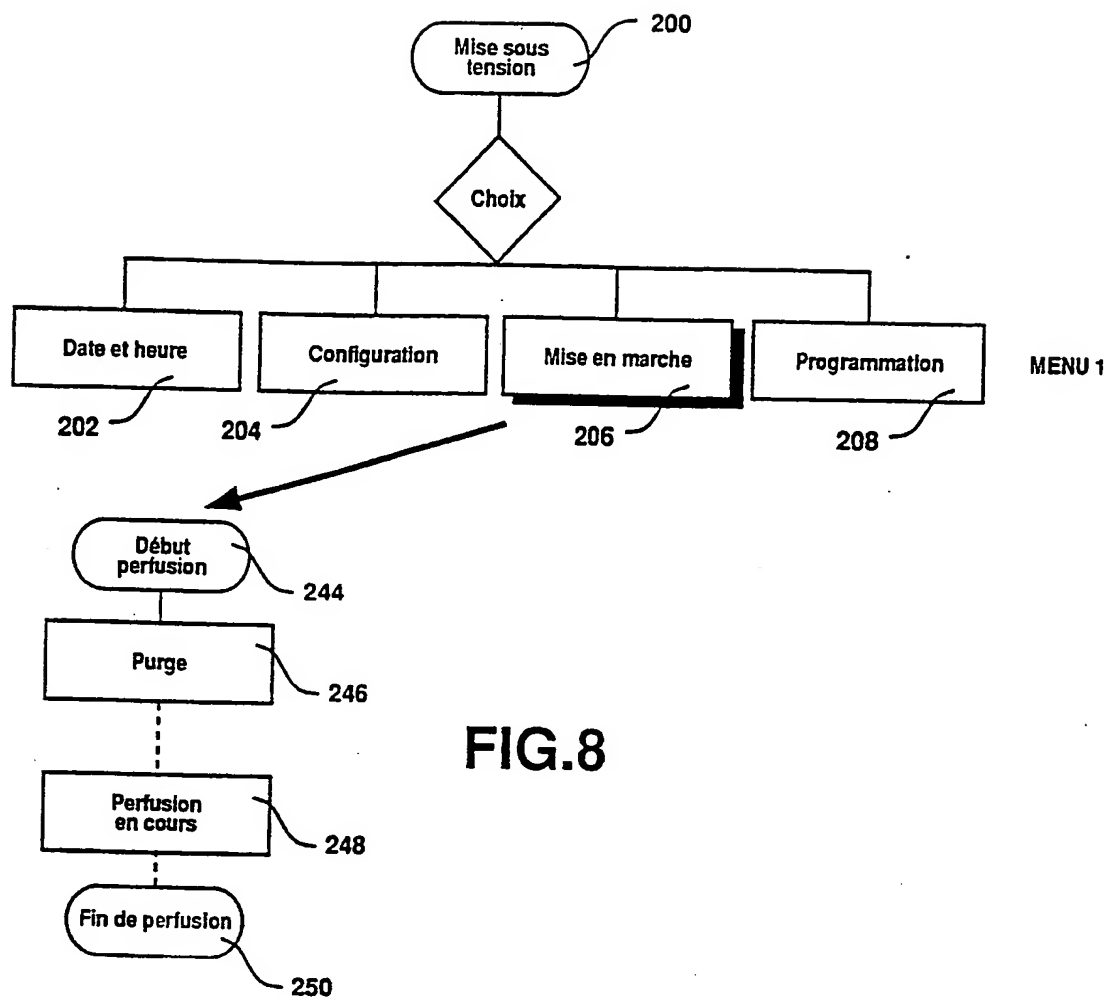 200
Mise sous
tension
Choix
Date et heure
Configuration
Mise en marche
Programmation
MENU 1
202
204
206
208
Début
perfusion
244
Purge
246
FIG.8
Perfusion
en cours
248
Fin de perfusion
250